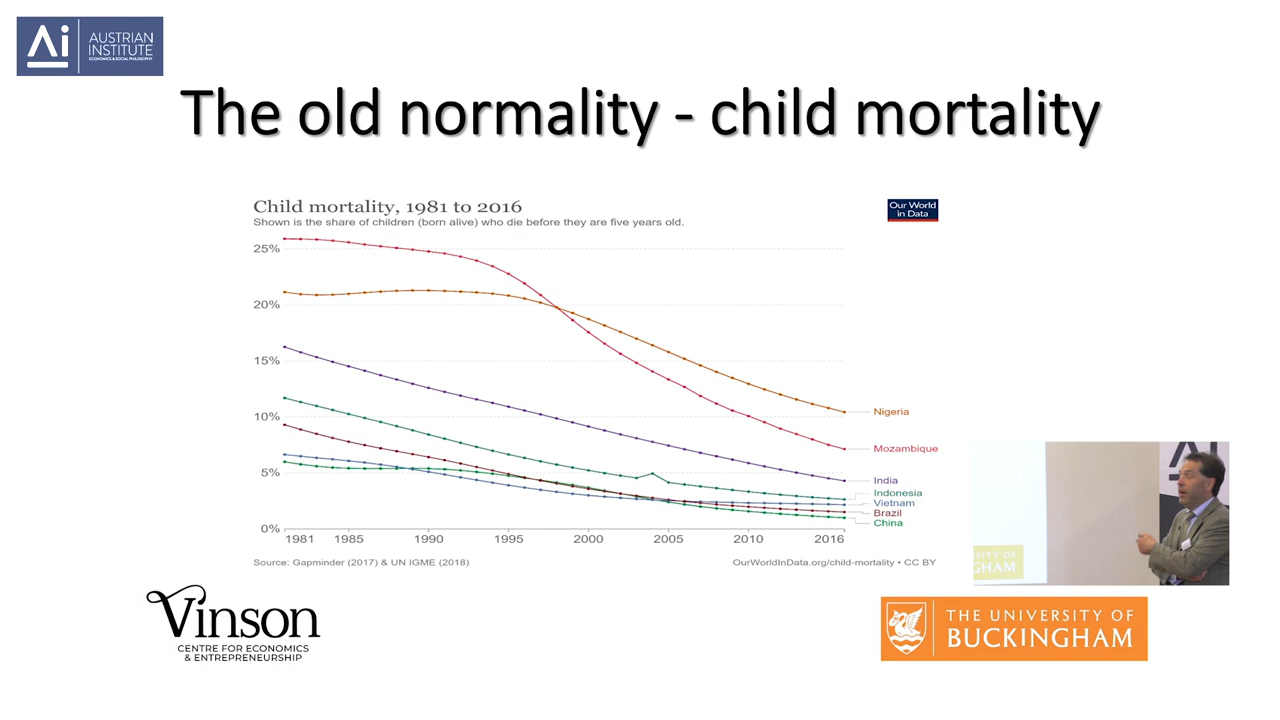 Ai
AUSTRIAN
INSTITUTE
ECONOMICS & SOCIAL PHILOSOPHY
The old normality - child mortality
Child mortality, 1981 to 2016
Shown is the share of children (born alive) who die before they are five years old.
Our World
in Data
25%
20%
15%
10%
5%
0%
1981
1985
1990
1995
2000
2005
2010
2016
Nigeria
Mozambique
India
Indonesia
Vietnam
Brazil
China
Source: Gapminder (2017) & UN IGME (2018)
OurWorldInData.org/child-mortality • CC BY
SITY OF
GHAM
Vinson
CENTRE FOR ECONOMICS
& ENTREPRENEURSHIP
THE UNIVERSITY OF
BUCKINGHAM